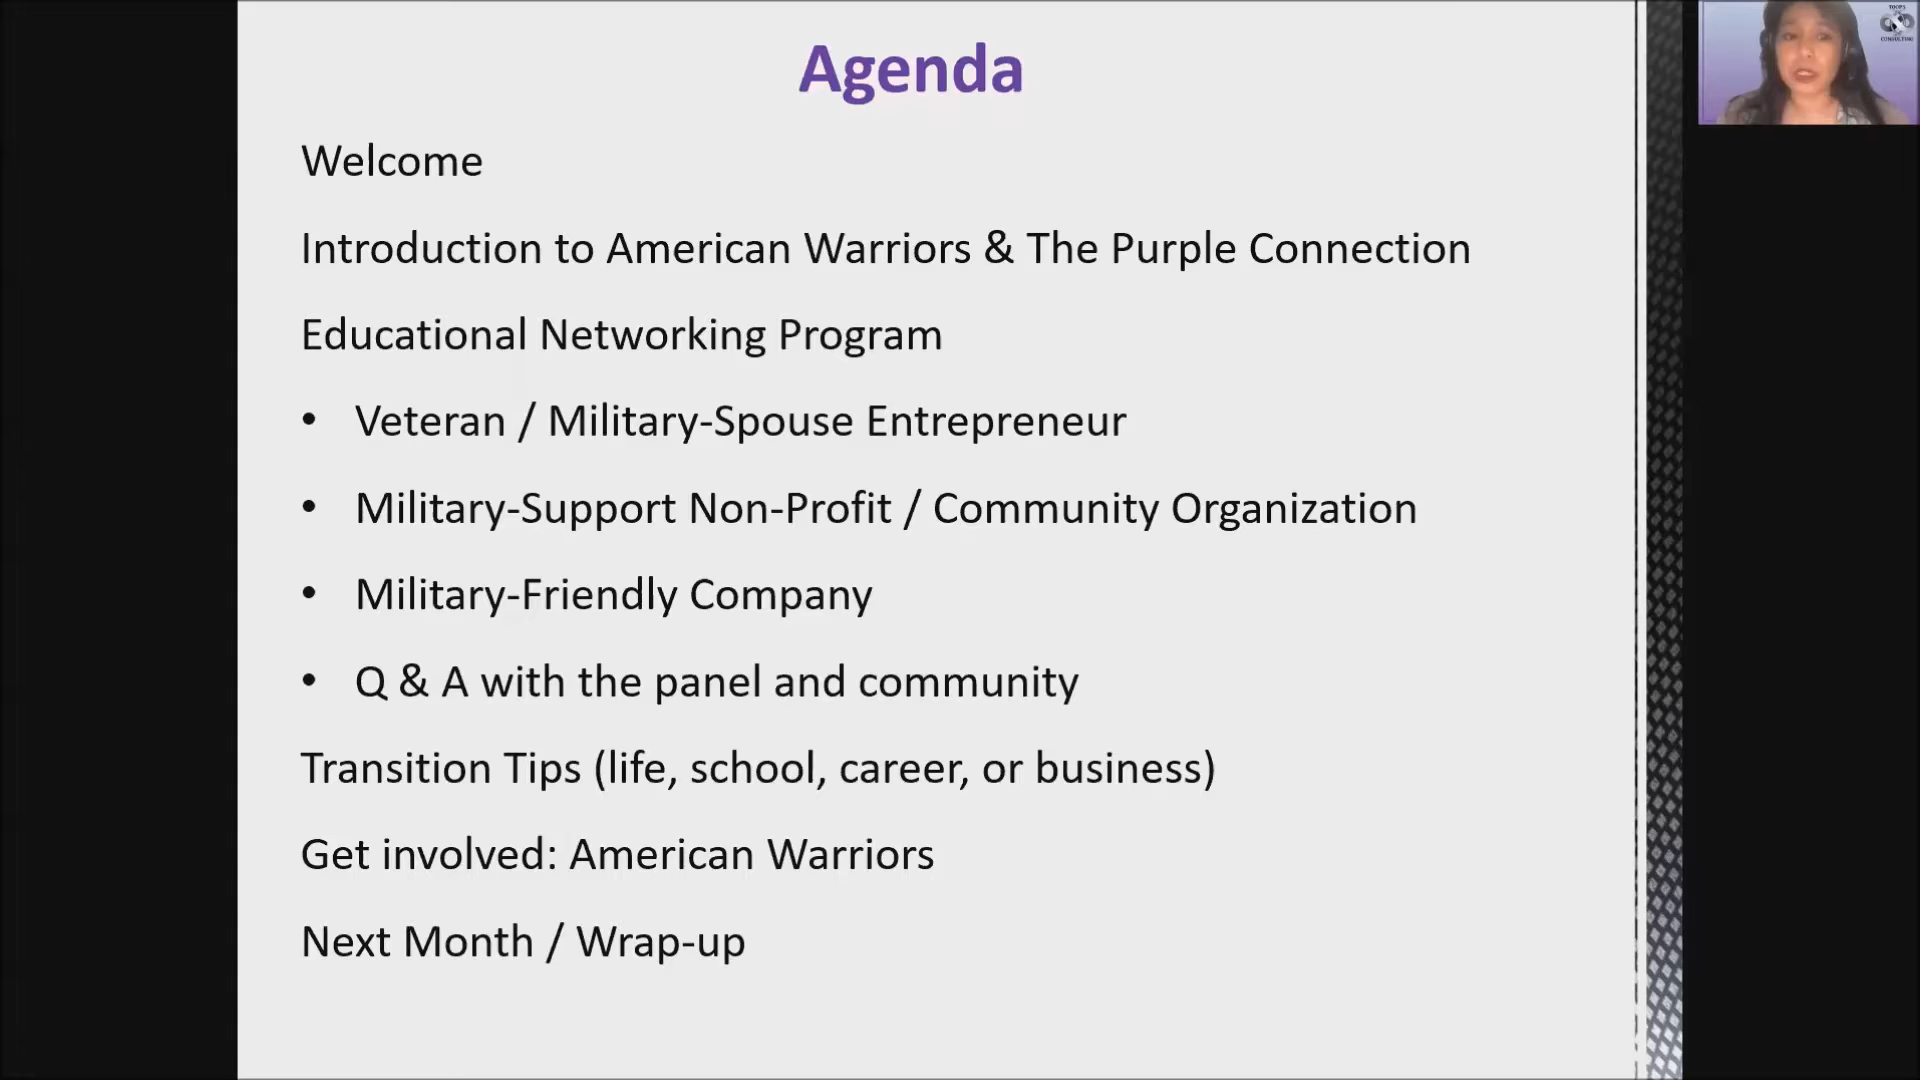 Agenda
Welcome
Introduction to American Warriors & The Purple Connection
Educational Networking Program
• Veteran / Military-Spouse Entrepreneur
• Military-Support Non-Profit / Community Organization
• Military-Friendly Company
• Q & A with the panel and community
Transition Tips (life, school, career, or business)
Get involved: American Warriors
Next Month / Wrap-up
CONSULTING